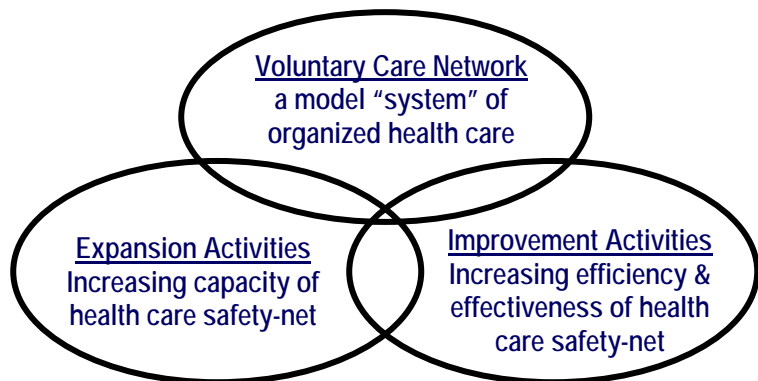 Voluntary Care Network
a model “system” of
organized health care
Expansion Activities
Increasing capacity of
health care safety-net
Improvement Activities
Increasing efficiency &
effectiveness of health
care safety-net